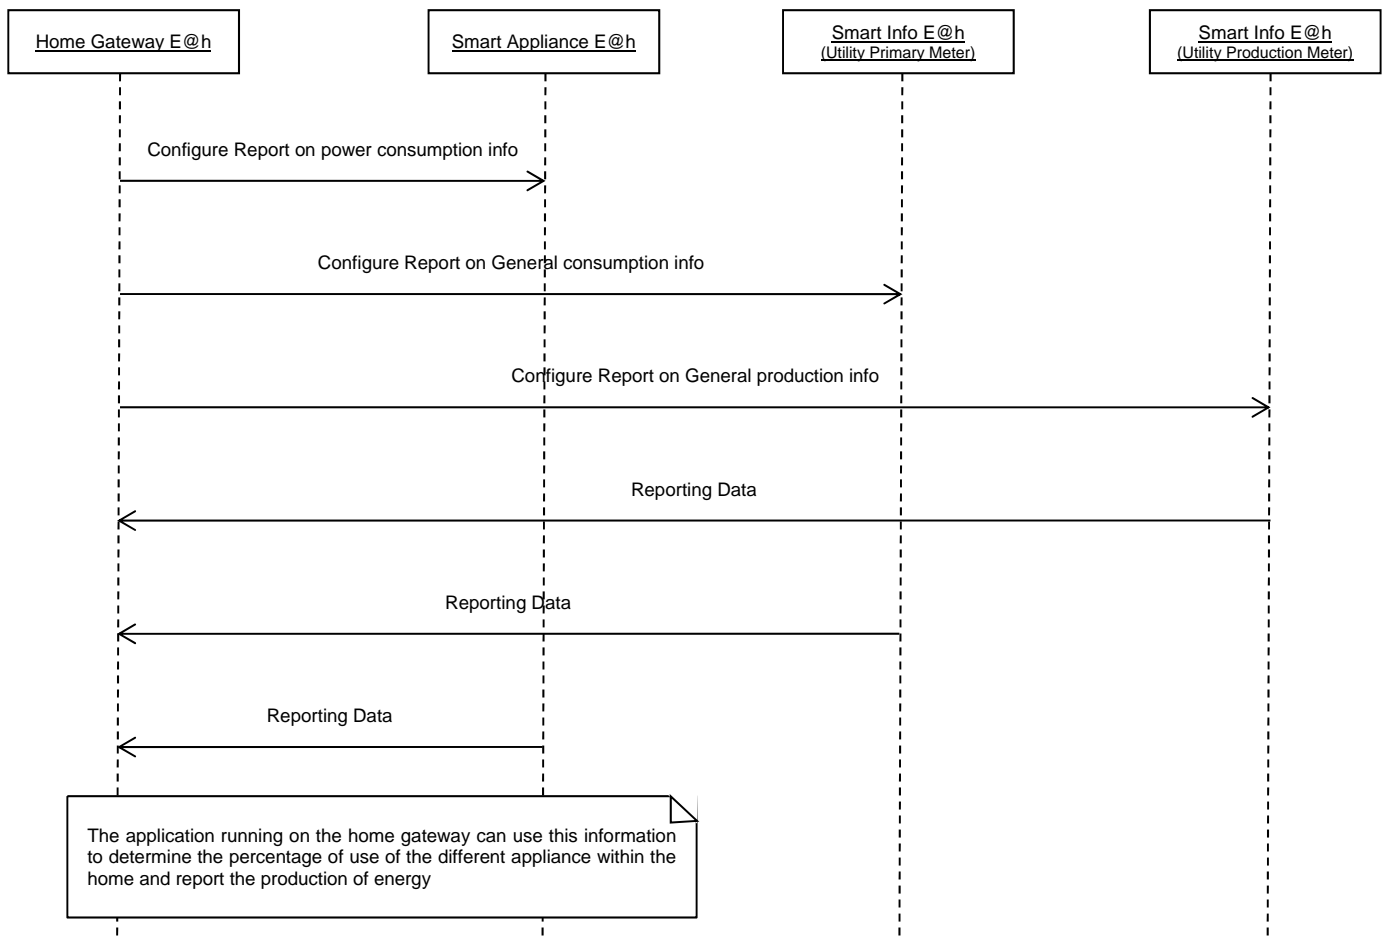 Home Gateway E@h
Smart Appliance E@h
Smart Info E@h
(Utility Primary Meter)
Smart Info E@h
(Utility Production Meter)
Configure Report on power consumption info
Configure Report on General consumption info
Configure Report on General production info
Reporting Data
Reporting Data
Reporting Data
The application running on the home gateway can use this information
to determine the percentage of use of the different appliance within the
home and report the production of energy